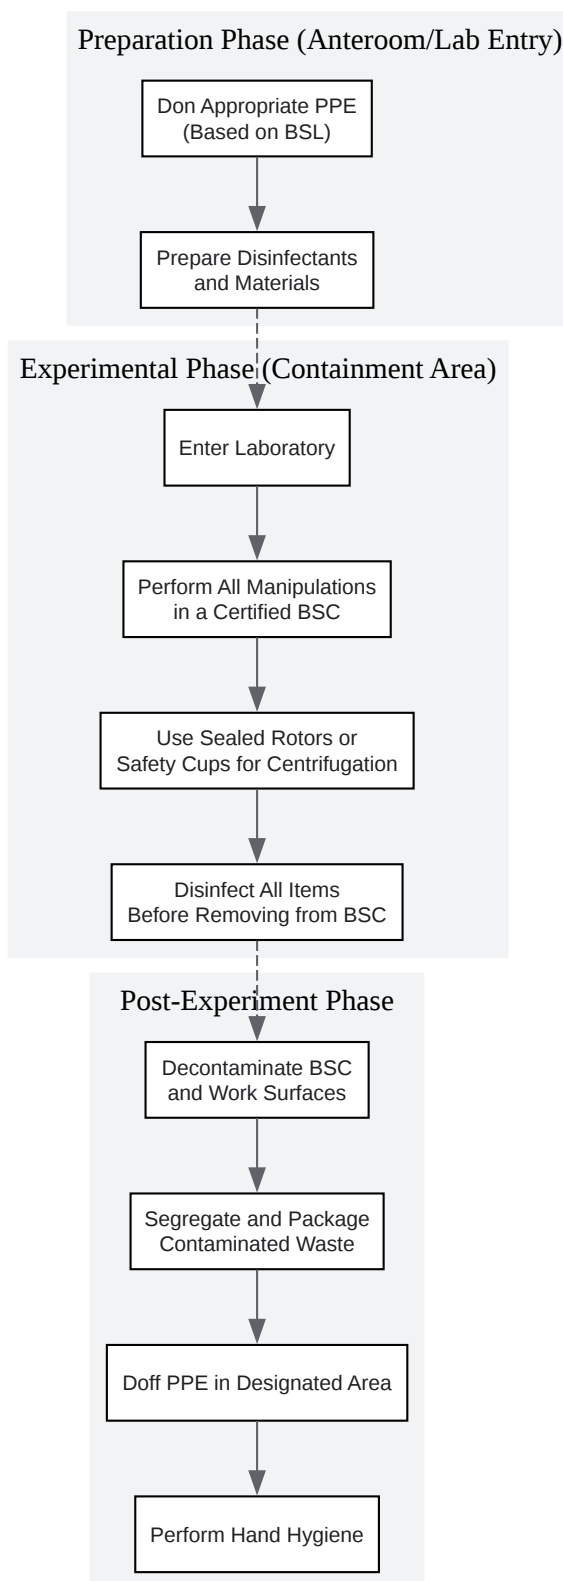 Preparation Phase (Anteroom/Lab Entry)
Don Appropriate PPE
(Based on BSL)
Prepare Disinfectants
and Materials
Experimental Phase (Containment Area)
Enter Laboratory
Perform All Manipulations
in a Certified BSC
Use Sealed Rotors or
Safety Cups for Centrifugation
Disinfect All Items
Before Removing from BSC
Post-Experiment Phase
Decontaminate BSC
and Work Surfaces
Segregate and Package
Contaminated Waste
Doff PPE in Designated Area
Perform Hand Hygiene